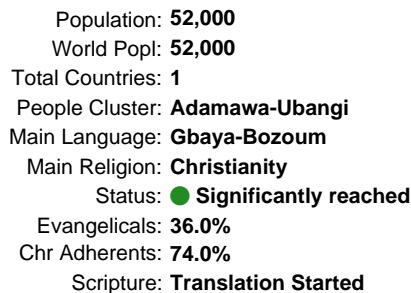 Population: 52,000
World Popl: 52,000
Total Countries: 1
People Cluster: Adamawa-Ubangi
Main Language: Gbaya-Bozoum
Main Religion: Christianity
Status: Significantly reached
Evangelicals: 36.0%
Chr Adherents: 74.0%
Scripture: Translation Started